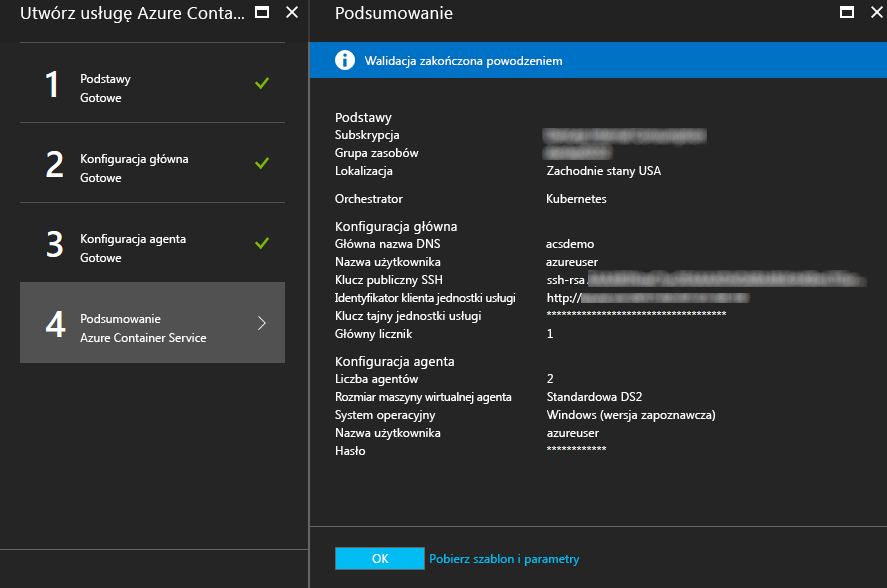 Utwórz usługę Azure Conta...
1
Podstawy
Gotowe
2
Konfiguracja główna
Gotowe
3
Konfiguracja agenta
Gotowe
4
Podsumowanie
Azure Container Service
Podsumowanie
Walidacja zakończona powodzeniem
Podstawy
Subskrypcja
Grupa zasobów
Lokalizacja Zachodnie stany USA
Orchestrator Kubernetes
Konfiguracja główna
Główna nazwa DNS acsdemo
Nazwa użytkownika azureuser
Klucz publiczny SSH ssh-rsa
Identyfikator klienta jednostki usługi http://
Klucz tajny jednostki usługi ************************************
Główny licznik 1
Konfiguracja agenta
Liczba agentów 2
Rozmiar maszyny wirtualnej agenta Standardowa DS2
System operacyjny Windows (wersja zapoznawcza)
Nazwa użytkownika azureuser
Hasło ************
OK Pobierz szablon i parametry